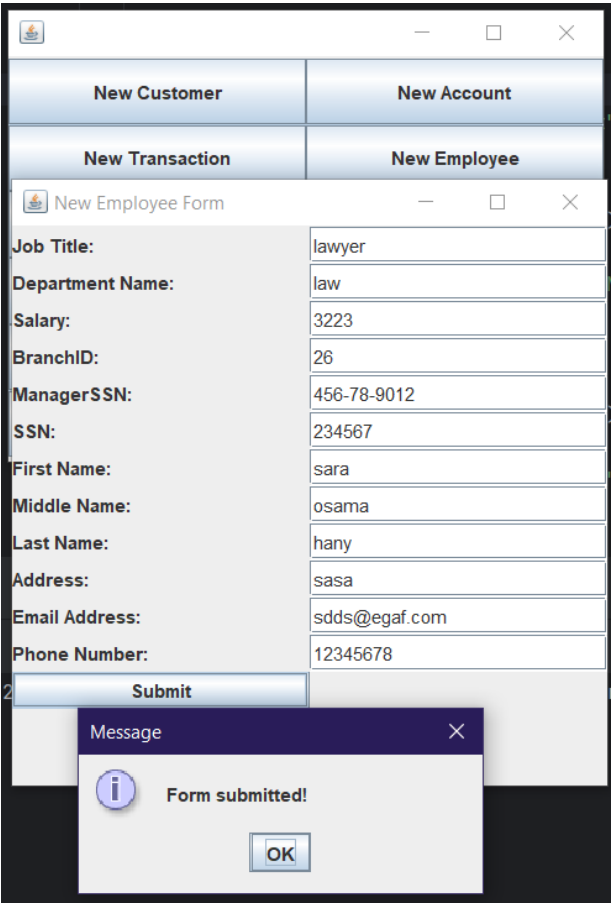 New Customer New Account
New Transaction New Employee
New Employee Form
Job Title: lawyer
Department Name: law
Salary: 3223
BranchID: 26
ManagerSSN: 456-78-9012
SSN: 234567
First Name: sara
Middle Name: osama
Last Name: hany
Address: sasa
Email Address: sdds@egaf.com
Phone Number: 12345678
Submit
Message
Form submitted!
OK